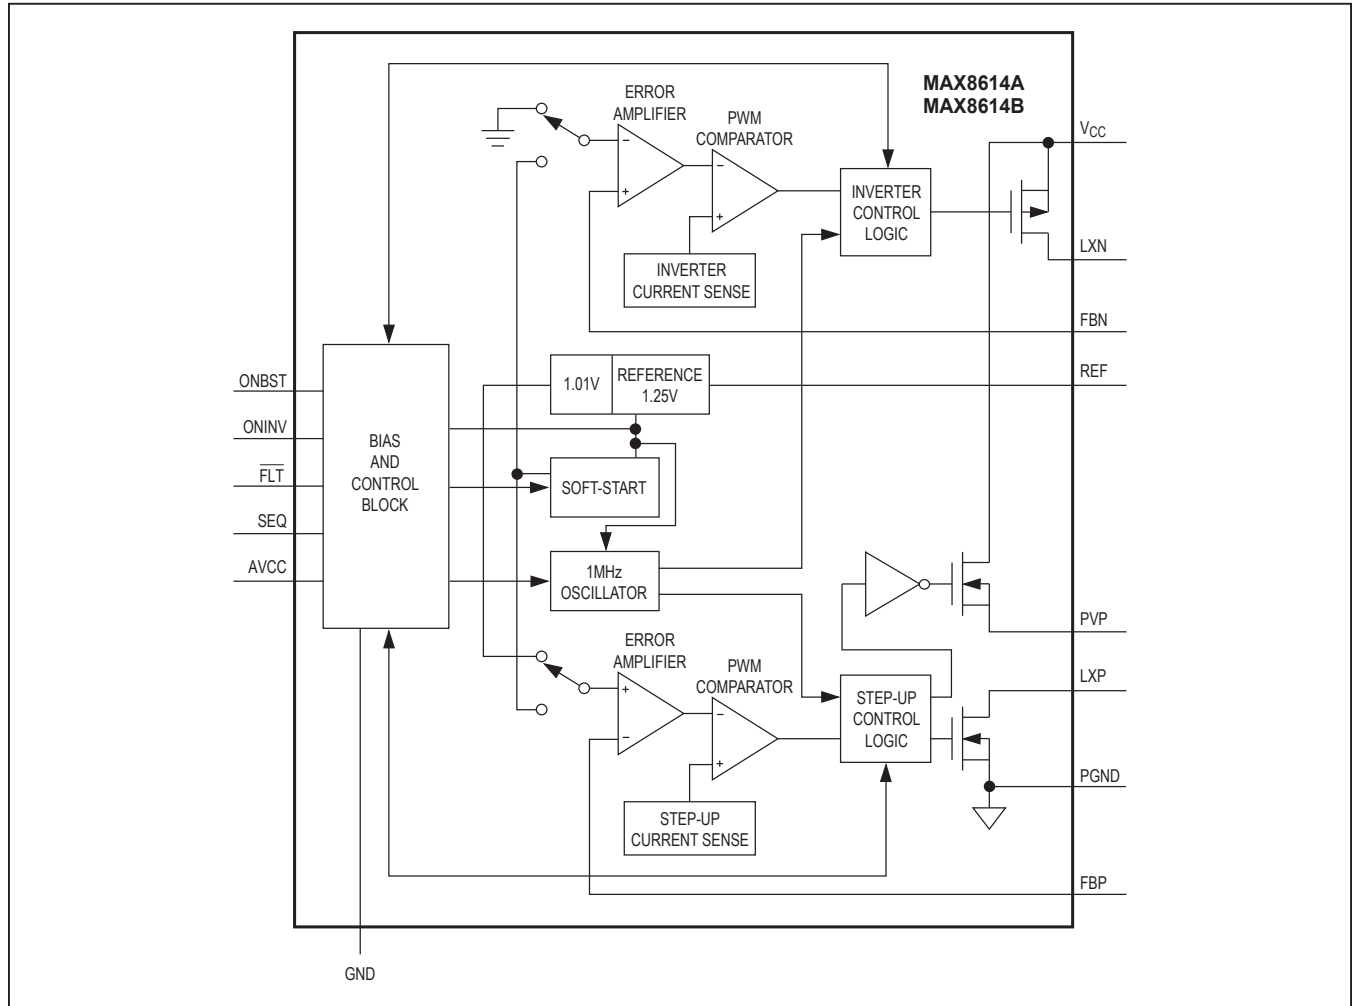 MAX8614A
MAX8614B
ERROR
AMPLIFIER
PWM
COMPARATOR
VCC
−
+
−
+
INVERTER
CONTROL
LOGIC
LXN
INVERTER
CURRENT SENSE
FBN
REF
1.01V
REFERENCE
1.25V
ONBST
ONINV
FLT
SEQ
AVCC
BIAS
AND
CONTROL
BLOCK
SOFT-START
1MHz
OSCILLATOR
PVP
ERROR
AMPLIFIER
PWM
COMPARATOR
+
−
−
+
STEP-UP
CONTROL
LOGIC
LXP
PGND
STEP-UP
CURRENT SENSE
FBP
GND